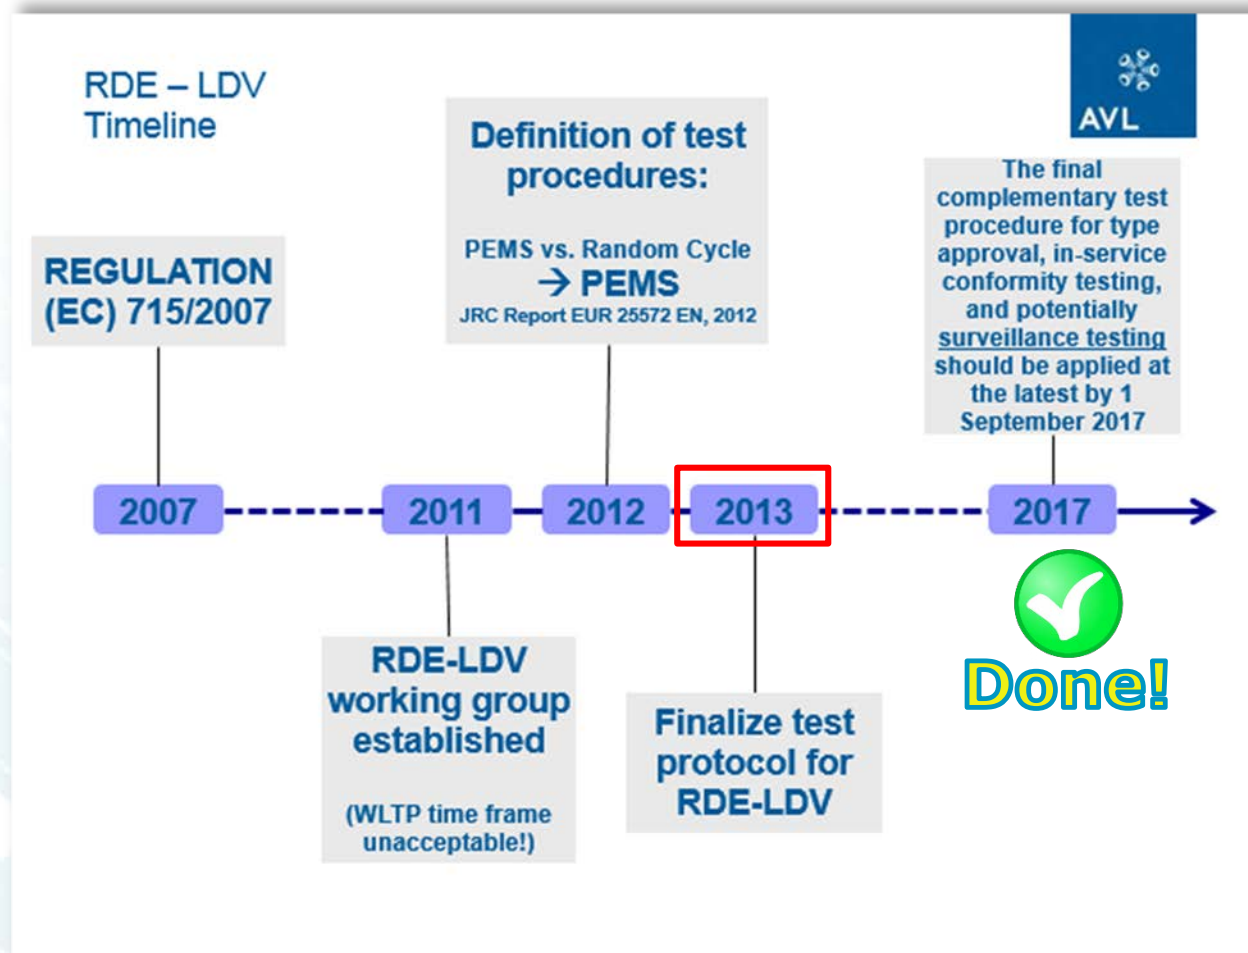 RDE – LDV
Timeline
AVL
REGULATION
(EC) 715/2007
Definition of test
procedures:
PEMS vs. Random Cycle
→ PEMS
JRC Report EUR 25572 EN, 2012
The final
complementary test
procedure for type
approval, in-service
conformity testing,
and potentially
surveillance testing
should be applied at
the latest by 1
September 2017
2007
2011
2012
2013
2017
RDE-LDV
working group
established
(WLTP time frame
unacceptable!)
Finalize test
protocol for
RDE-LDV
Done!